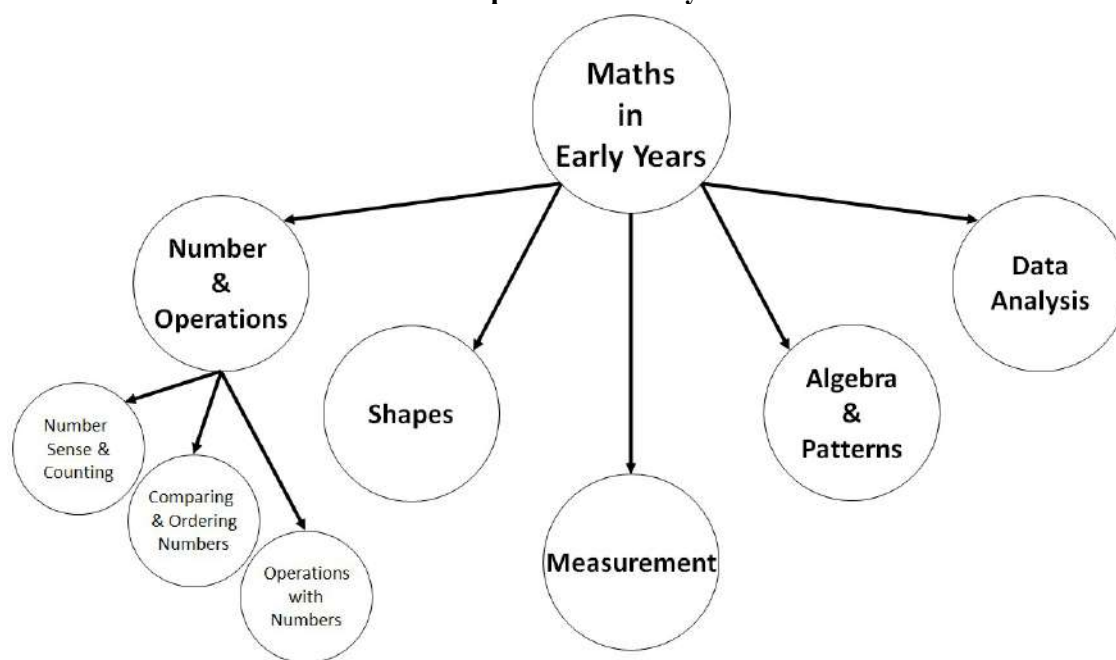 Maths
in
Early Years
Number
&
Operations
Data
Analysis
Shapes
Algebra
&
Patterns
Measurement
Number
Sense &
Counting
Comparing
& Ordering
Numbers
Operations
with
Numbers